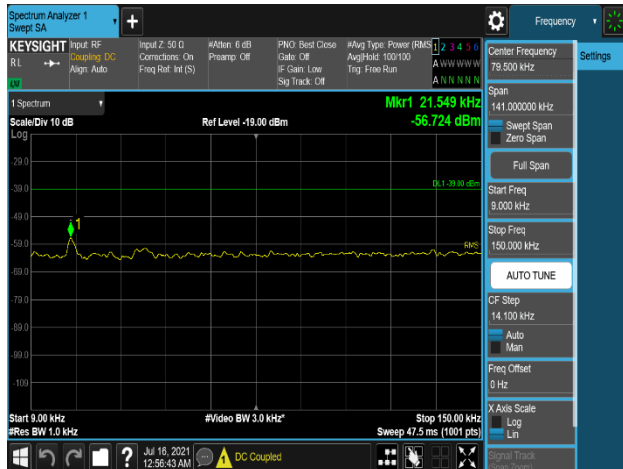 Spectrum Analyzer 1
Swept SA
Frequency
KEYSIGHT
RL
Input: RF
Coupling: DC
Align: Auto
Input Z: 50 Ω
Corrections: On
Freq Ref: Int (S)
#Atten: 6 dB
Preamp: Off
PNO: Best Close
Gate: Off
IF Gain: Low
Sig Track: Off
#Avg Type: Power (RMS
Avg|Hold: 100/100
Trig: Free Run
1 2 3 4 5 6
A W W W W W
A N N N N N
1 Spectrum
Scale/Div 10 dB
Log
Ref Level -19.00 dBm
Mkr1 21.549 kHz
-56.724 dBm
-29.0
-39.0
DL1 -39.00 dBm
-49.0
1
-59.0
RMS
-69.0
-79.0
-89.0
-99.0
-109
Start 9.00 kHz
#Res BW 1.0 kHz
#Video BW 3.0 kHz*
Stop 150.00 kHz
Sweep 47.5 ms (1001 pts)
Jul 16, 2021
12:56:43 AM
DC Coupled
Center Frequency
79.500 kHz
Settings
Span
141.000000 kHz
Swept Span
Zero Span
Full Span
Start Freq
9.000 kHz
Stop Freq
150.000 kHz
AUTO TUNE
CF Step
14.100 kHz
Auto
Man
Freq Offset
0 Hz
X Axis Scale
Log
Lin
Signal Track
(Span Zoom)